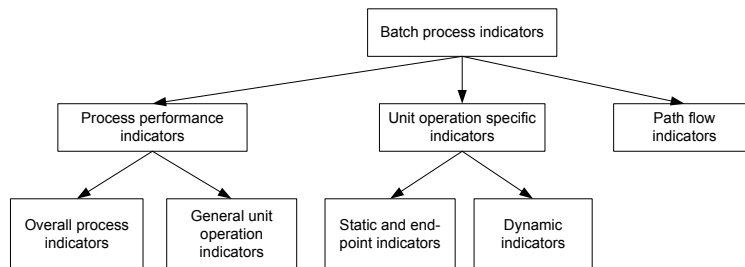 Batch process indicators
Process performance
indicators
Unit operation specific
indicators
Path flow
indicators
Overall process
indicators
General unit
operation
indicators
Static and end-
point indicators
Dynamic
indicators